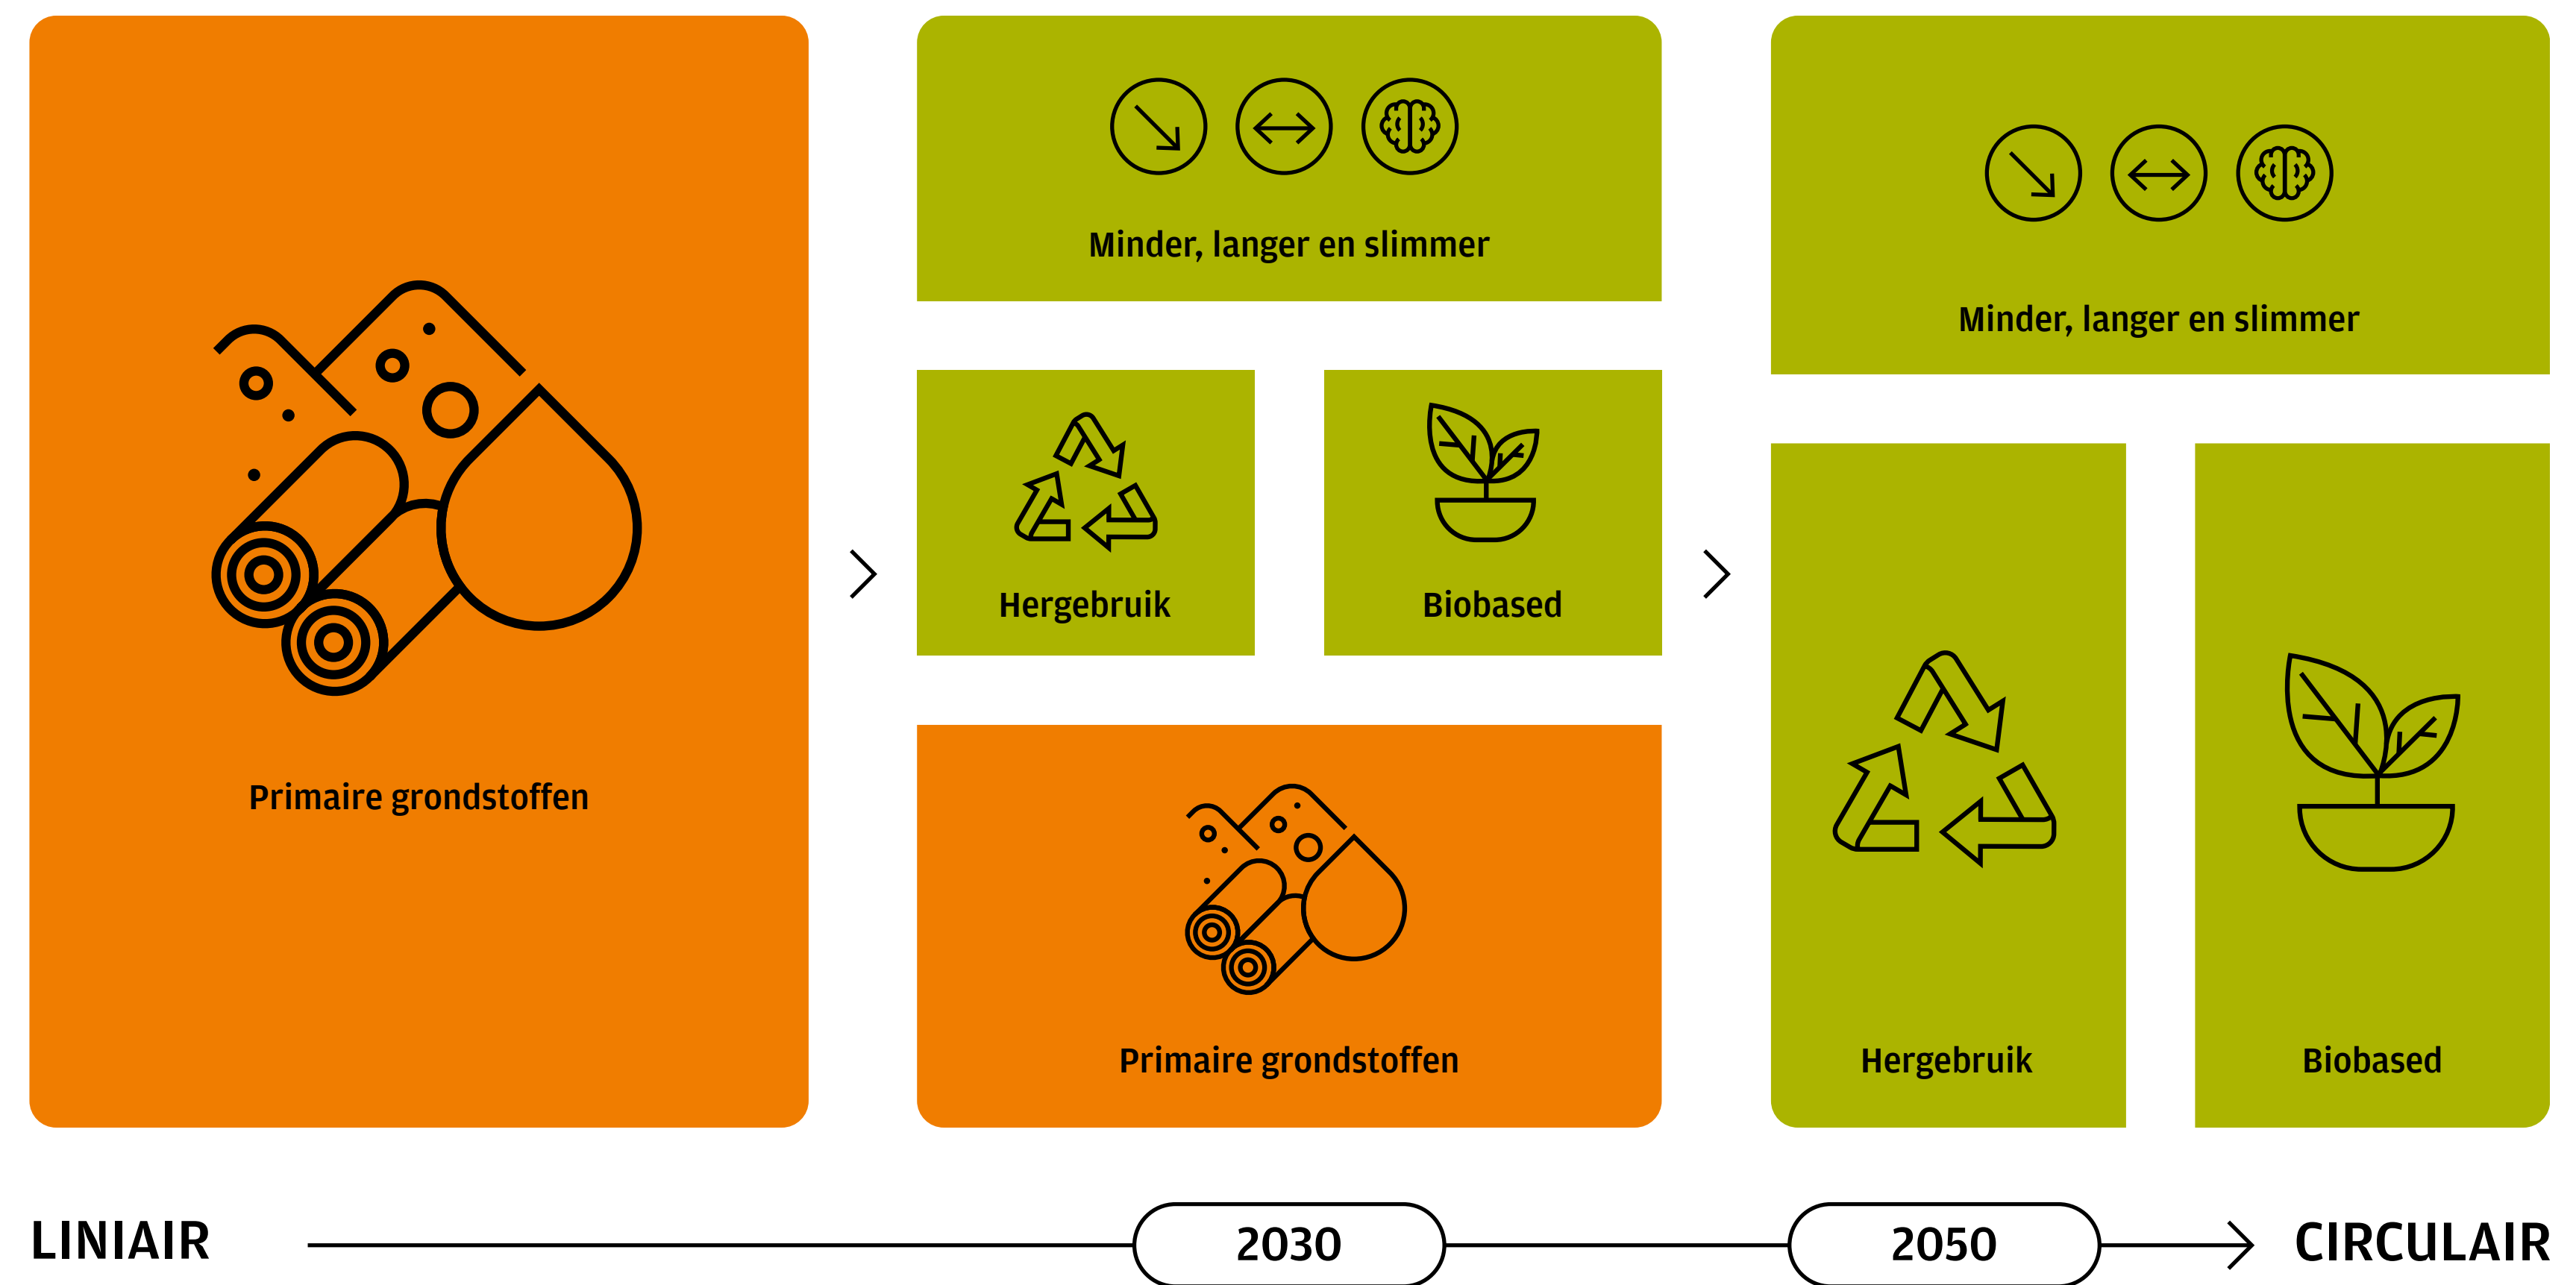 Primaire grondstoffen
Minder, langer en slimmer
Hergebruik
Biobased
Primaire grondstoffen
Minder, langer en slimmer
Hergebruik
Biobased
LINIAIR
2030
2050
CIRCULAIR